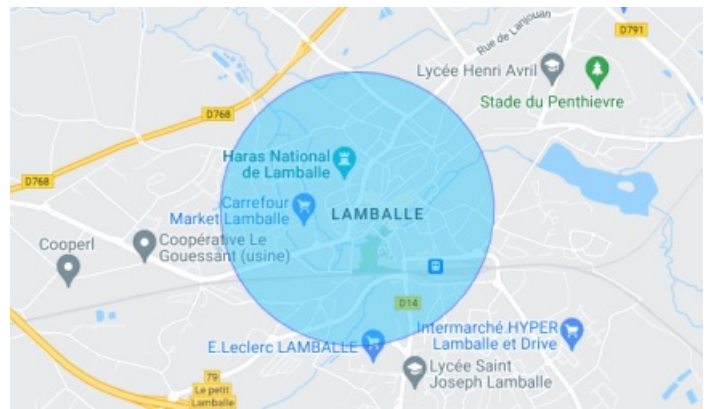 D791
Rue de Lanjouan
Lycée Henri Avril
Stade du Penthievre
D768
Haras National
de Lamballe
D768
Carrefour
Market Lamballe
LAMBALLE
Cooperl
Coopérative Le
Gouessant (usine)
D14
Intermarché HYPER
Lamballe et Drive
E.Leclerc LAMBALLE
Lycée Saint
Joseph Lamballe
79
Le petit
Lamballe